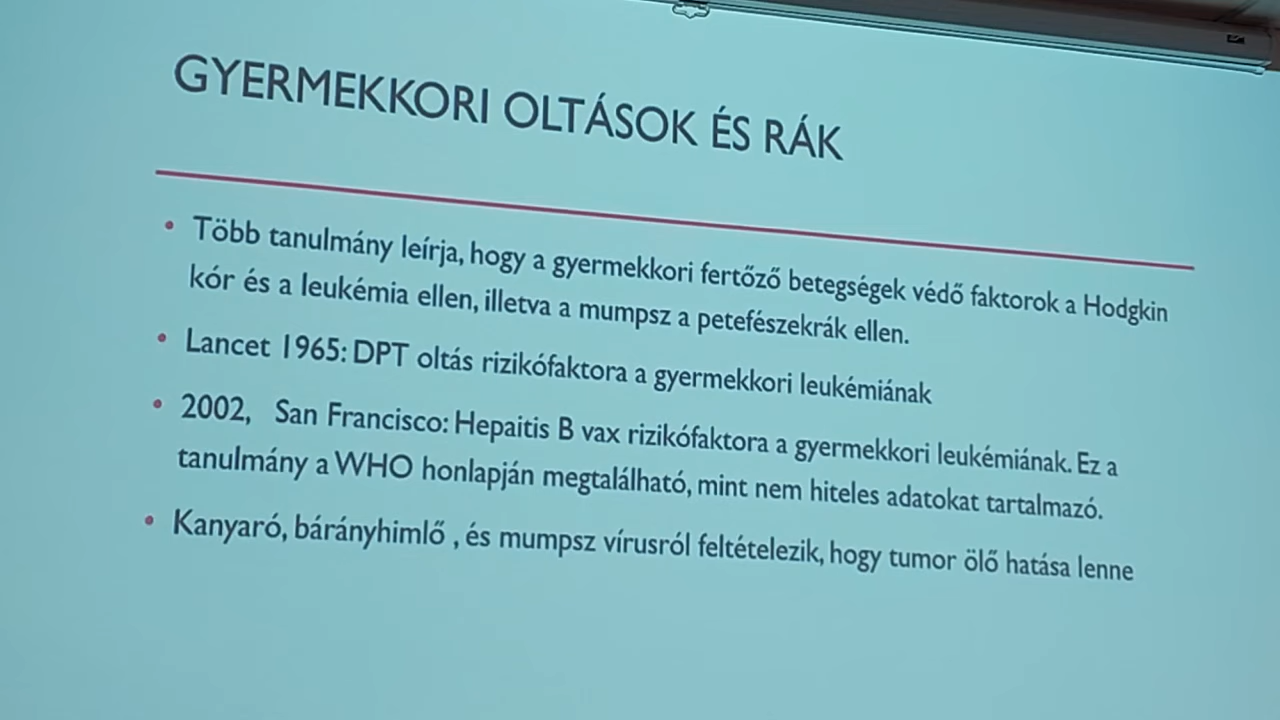 GYERMEKKORI OLTÁSOK ÉS RÁK
• Több tanulmány leírja, hogy a gyermekkori fertőző betegségek védő faktorok a Hodgkin
kór és a leukémia ellen, illetva a mumpsz a petefészekrák ellen.
• Lancet 1965: DPT oltás rizikófaktora a gyermekkori leukémiának
• 2002, San Francisco: Hepaitis B vax rizikófaktora a gyermekkori leukémiának. Ez a
tanulmány a WHO honlapján megtalálható, mint nem hiteles adatokat tartalmazó.
• Kanyaró, bárányhimlő , és mumpsz vírusról feltételezik, hogy tumor ölő hatása lenne